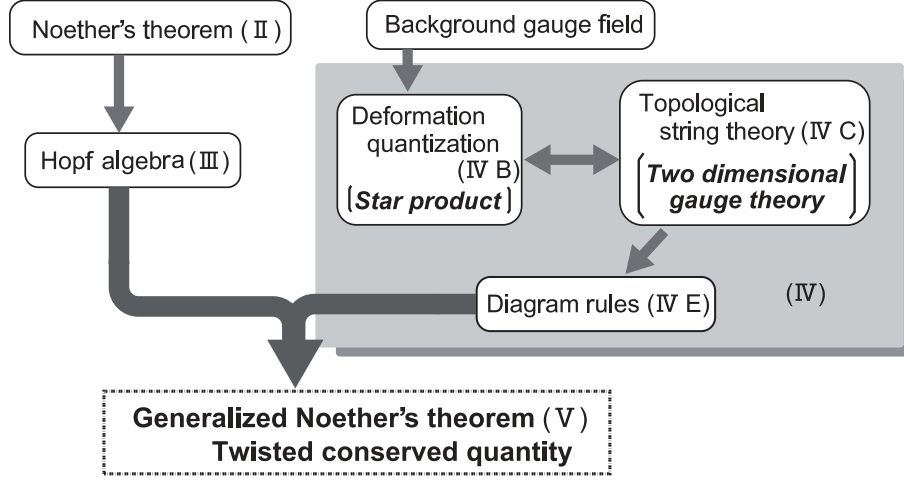 Noether's theorem (Ⅱ)
Background gauge field
Hopf algebra (Ⅲ)
Deformation
quantization
(Ⅳ B)
[Star product]
Topological
string theory (Ⅳ C)
[Two dimensional
gauge theory]
Diagram rules (Ⅳ E)
(Ⅳ)
Generalized Noether's theorem (Ⅴ)
Twisted conserved quantity